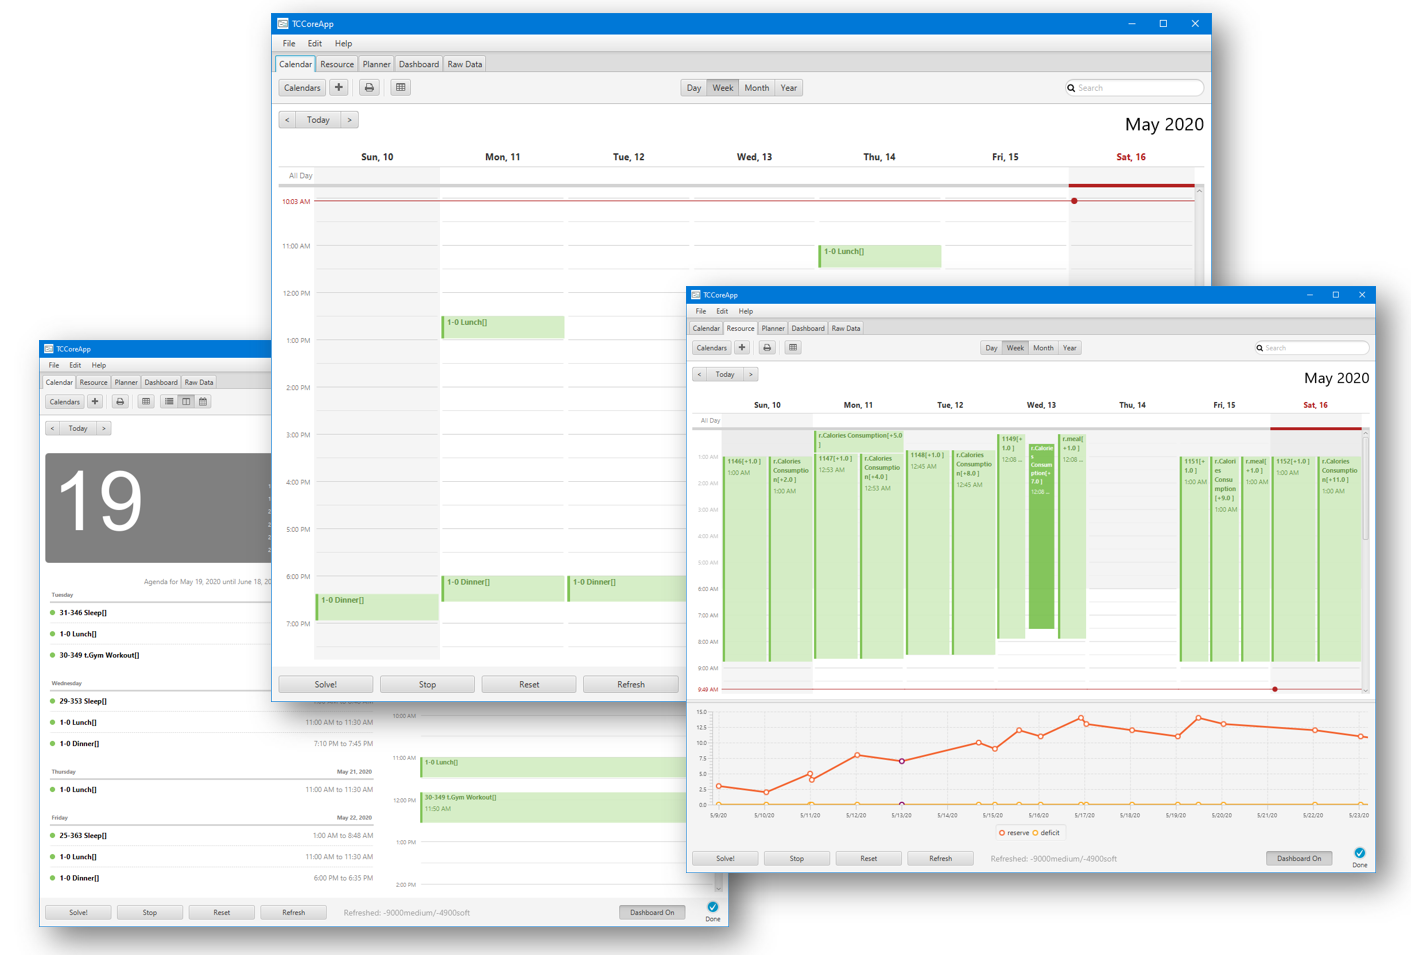 TCCoreApp
File Edit Help
Calendar Resource Planner Dashboard Raw Data
Calendars Day Week Month Year Search
< Today > May 2020
Sun, 10 Mon, 11 Tue, 12 Wed, 13 Thu, 14 Fri, 15 Sat, 16
All Day
10:03 AM
11:00 AM 1-0 Lunch[]
12:00 PM
1-0 Lunch[]
1:00 PM
2:00 PM
3:00 PM
4:00 PM
5:00 PM
6:00 PM 1-0 Dinner[] 1-0 Dinner[]
1-0 Dinner[]
7:00 PM
Solve! Stop Reset Refresh
TCCoreApp
File Edit Help
Calendar Resource Planner Dashboard Raw Data
Calendars
< Today >
19
Agenda for May 19, 2020 until June 18, 20
Tuesday
31-346 Sleep[]
1-0 Lunch[]
30-349 t.Gym Workout[]
Wednesday
29-353 Sleep[]
1-0 Lunch[] 11:00 AM to 11:30 AM
1-0 Dinner[] 7:10 PM to 7:45 PM
Thursday May 21, 2020
1-0 Lunch[] 11:00 AM to 11:30 AM
Friday May 22, 2020
25-363 Sleep[] 1:00 AM to 8:48 AM
1-0 Lunch[] 11:00 AM to 11:30 AM
1-0 Dinner[] 6:00 PM to 6:35 PM
10:00 AM
11:00 AM 1-0 Lunch[]
12:00 PM 30-349 t.Gym Workout[]
11:50 AM
1:00 PM
2:00 PM
Solve! Stop Reset Refresh Refreshed: -9000medium/-4900soft Dashboard On Done
TCCoreApp
File Edit Help
Calendar Resource Planner Dashboard Raw Data
Calendars Day Week Month Year Search
< Today > May 2020
Sun, 10 Mon, 11 Tue, 12 Wed, 13 Thu, 14 Fri, 15 Sat, 16
All Day
1:00 AM
2:00 AM
3:00 AM
4:00 AM
5:00 AM
6:00 AM
7:00 AM
8:00 AM
9:00 AM
9:49 AM
1146[+1.0 ]
1:00 AM
r.Calories
Consumptio
n[+2.0 ]
1:00 AM
r.Calories Consumption[+5.0
]
1147[+1.0 ]
12:53 AM
r.Calories
Consumptio
n[+4.0 ]
12:53 AM
1148[+1.0 ]
12:45 AM
r.Calories
Consumptio
n[+8.0 ]
12:45 AM
1149[+
1.0 ]
12:08 ...
r.Calori
es
Consum
ption[+
7.0 ]
12:08 ...
r.meal[
+1.0 ]
12:08 ...
1151[+
1.0 ]
1:00 AM
r.Calori
es
Consu
mption
[+9.0 ]
1:00 AM
r.meal[
+1.0 ]
1:00 AM
1152[+1.0 ]
1:00 AM
r.Calories
Consumptio
n[+11.0 ]
1:00 AM
15.0
12.5
10.0
7.5
5.0
2.5
0.0
5/9/20 5/10/20 5/11/20 5/12/20 5/13/20 5/14/20 5/15/20 5/16/20 5/17/20 5/18/20 5/19/20 5/20/20 5/21/20 5/22/20 5/23/20
reserve deficit
Solve! Stop Reset Refresh Refreshed: -9000medium/-4900soft Dashboard On Done